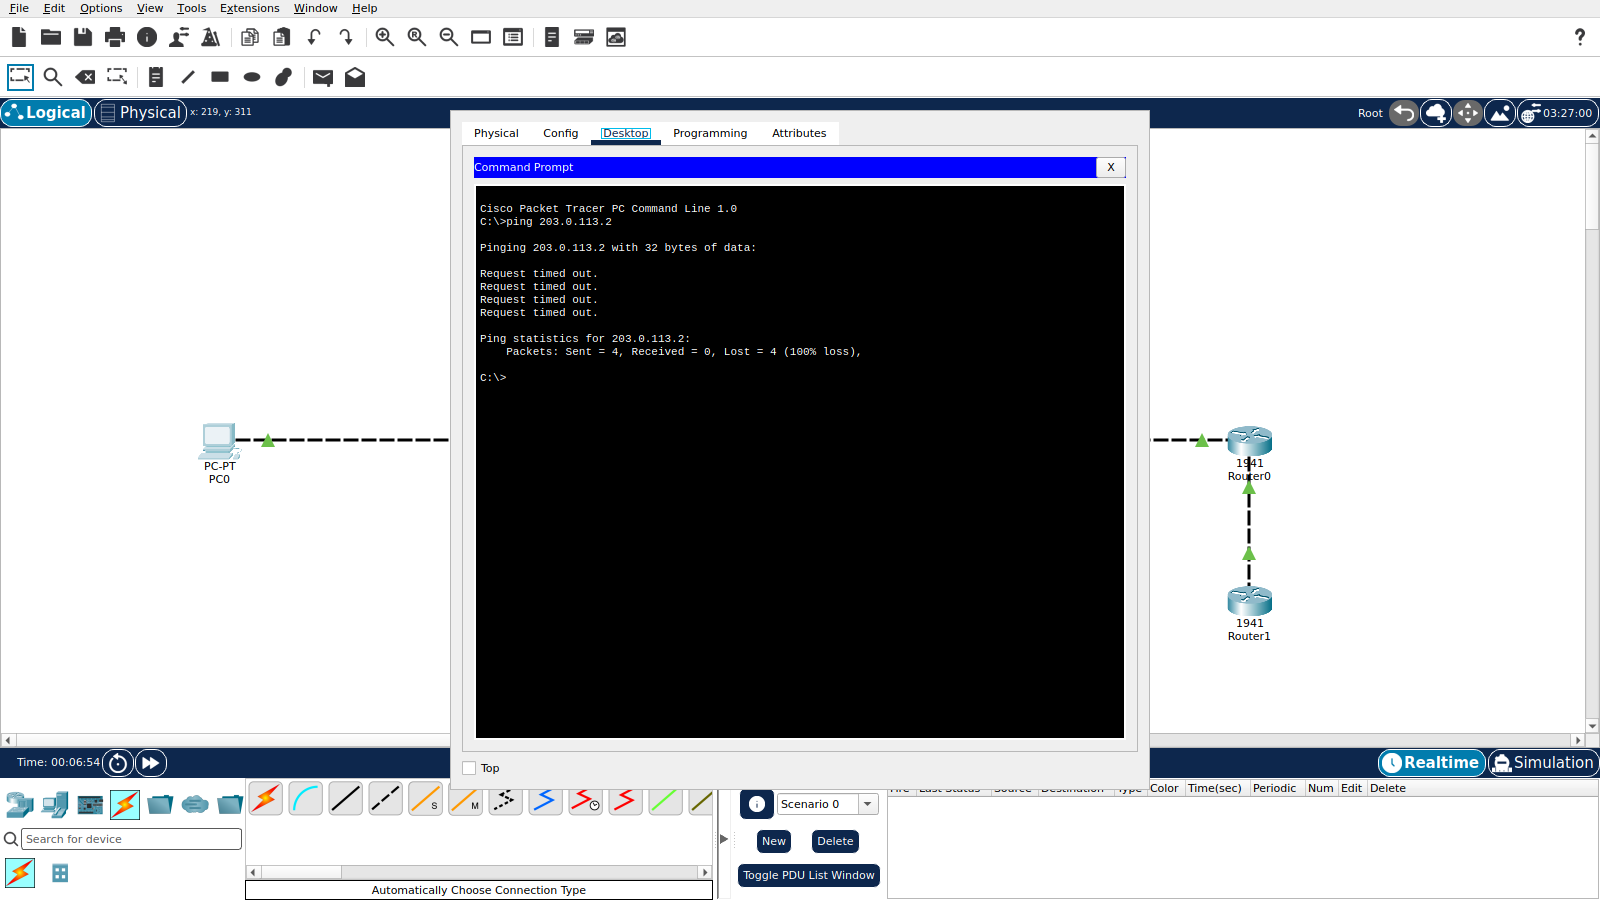 File Edit Options View Tools Extensions Window Help
Logical Physical x: 219, y: 311 Root 03:27:00
Physical Config Desktop Programming Attributes
Command Prompt X
Cisco Packet Tracer PC Command Line 1.0
C:\>ping 203.0.113.2
Pinging 203.0.113.2 with 32 bytes of data:
Request timed out.
Request timed out.
Request timed out.
Request timed out.
Ping statistics for 203.0.113.2:
Packets: Sent = 4, Received = 0, Lost = 4 (100% loss),
C:\>
PC-PT
PC0
1941
Router0
1941
Router1
Top
Time: 00:06:54 Realtime Simulation
Color Time(sec) Periodic Num Edit Delete
S M
Scenario 0
Search for device
New Delete
Toggle PDU List Window
Automatically Choose Connection Type